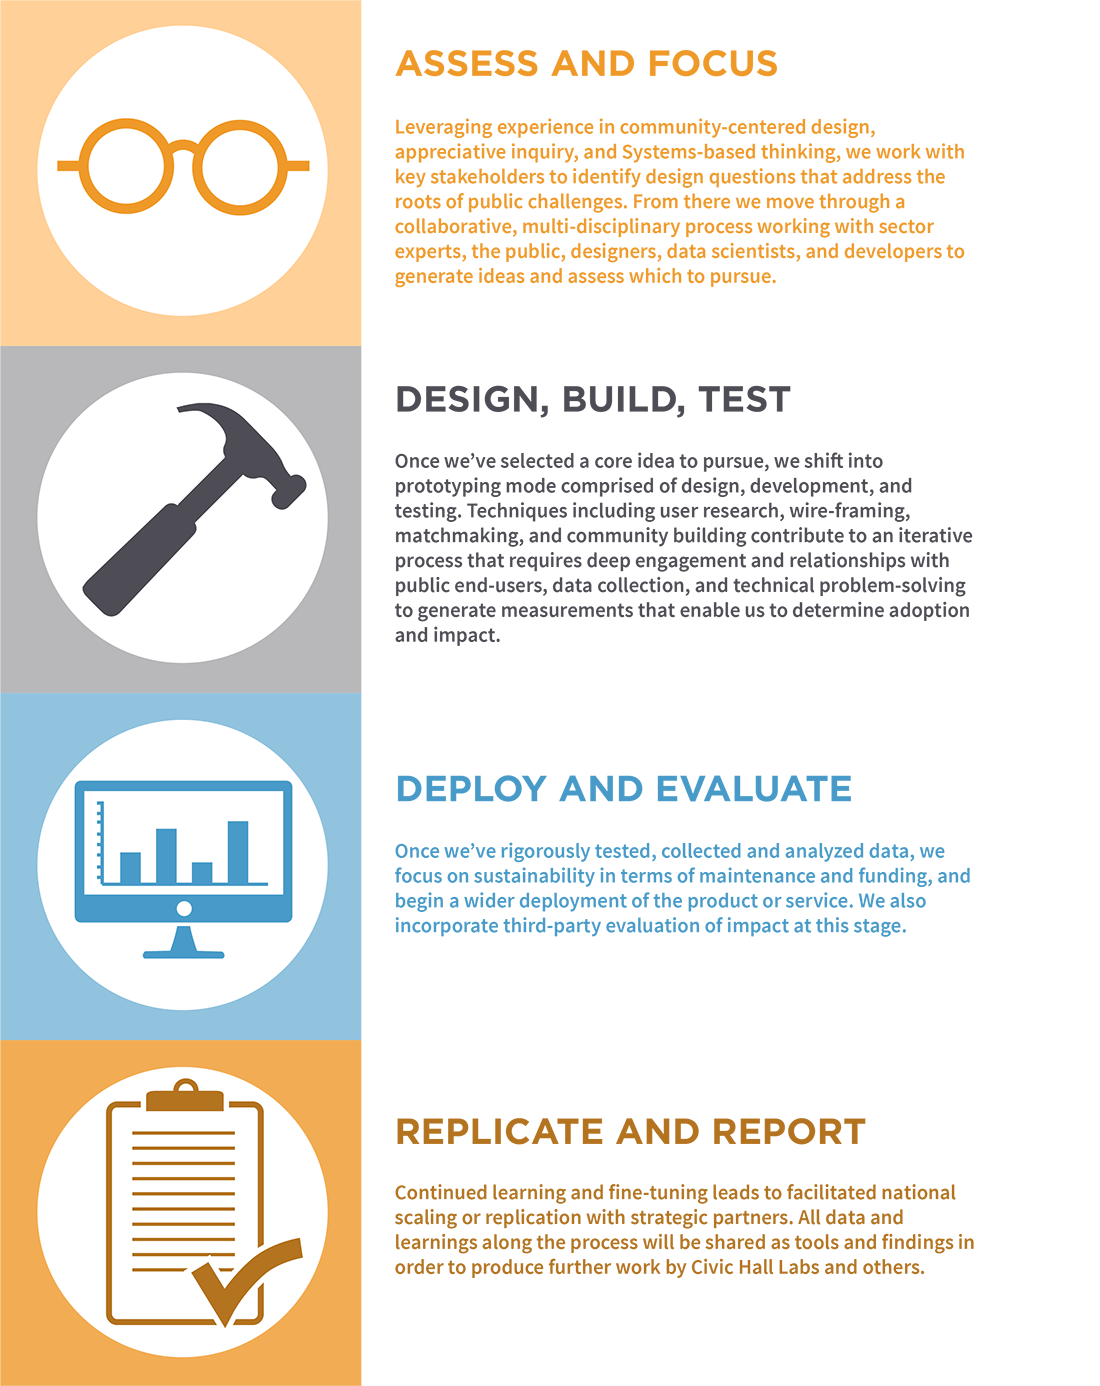 ASSESS AND FOCUS
Leveraging experience in community-centered design,
appreciative inquiry, and Systems-based thinking, we work with
key stakeholders to identify design questions that address the
roots of public challenges. From there we move through a
collaborative, multi-disciplinary process working with sector
experts, the public, designers, data scientists, and developers to
generate ideas and assess which to pursue.
DESIGN, BUILD, TEST
Once we’ve selected a core idea to pursue, we shift into
prototyping mode comprised of design, development, and
testing. Techniques including user research, wire-framing,
matchmaking, and community building contribute to an iterative
process that requires deep engagement and relationships with
public end-users, data collection, and technical problem-solving
to generate measurements that enable us to determine adoption
and impact.
DEPLOY AND EVALUATE
Once we’ve rigorously tested, collected and analyzed data, we
focus on sustainability in terms of maintenance and funding, and
begin a wider deployment of the product or service. We also
incorporate third-party evaluation of impact at this stage.
REPLICATE AND REPORT
Continued learning and fine-tuning leads to facilitated national
scaling or replication with strategic partners. All data and
learnings along the process will be shared as tools and findings in
order to produce further work by Civic Hall Labs and others.